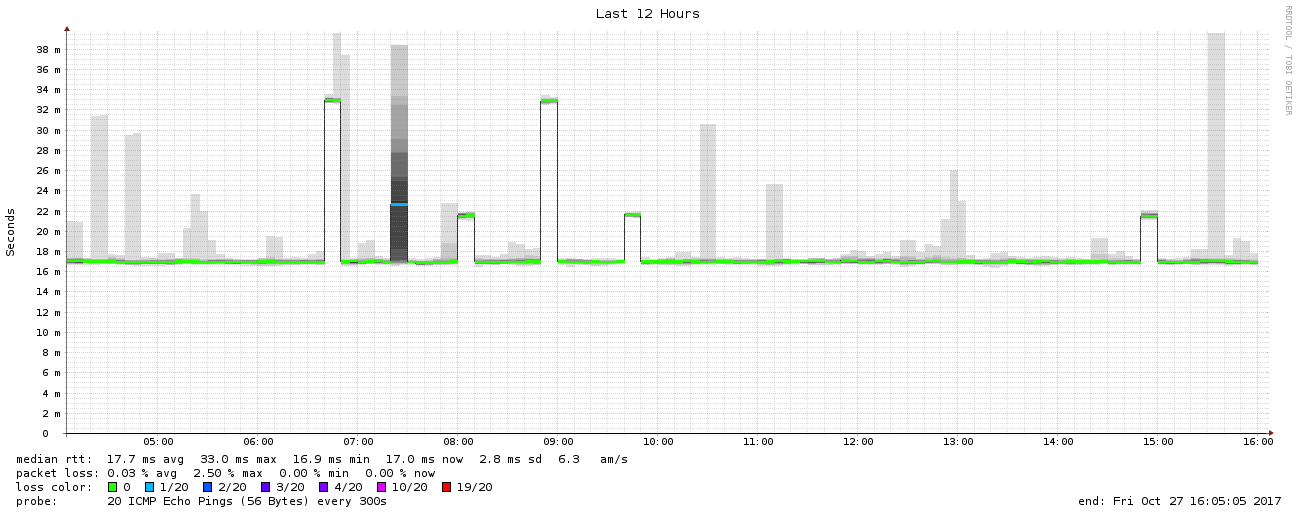 Last 12 Hours
RRDTOOL / TOBI OETIKER
Seconds
38 m
36 m
34 m
32 m
30 m
28 m
26 m
24 m
22 m
20 m
18 m
16 m
14 m
12 m
10 m
8 m
6 m
4 m
2 m
0
05:00 06:00 07:00 08:00 09:00 10:00 11:00 12:00 13:00 14:00 15:00 16:00
median rtt: 17.7 ms avg 33.0 ms max 16.9 ms min 17.0 ms now 2.8 ms sd 6.3 am/s
packet loss: 0.03 % avg 2.50 % max 0.00 % min 0.00 % now
loss color: 0 1/20 2/20 3/20 4/20 10/20 19/20
probe: 20 ICMP Echo Pings (56 Bytes) every 300s end: Fri Oct 27 16:05:05 2017